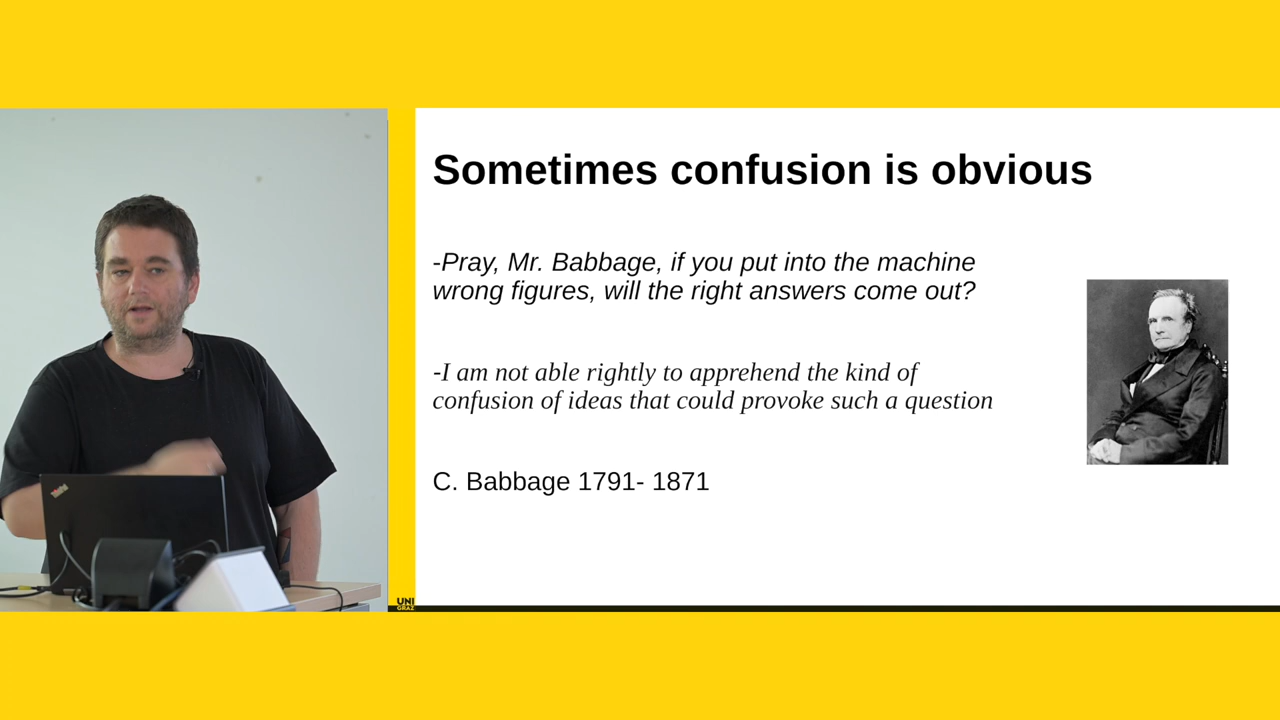 Sometimes confusion is obvious
-Pray, Mr. Babbage, if you put into the machine
wrong figures, will the right answers come out?
-I am not able rightly to apprehend the kind of
confusion of ideas that could provoke such a question
C. Babbage 1791- 1871
UNI
GRAZ
ThinkPad